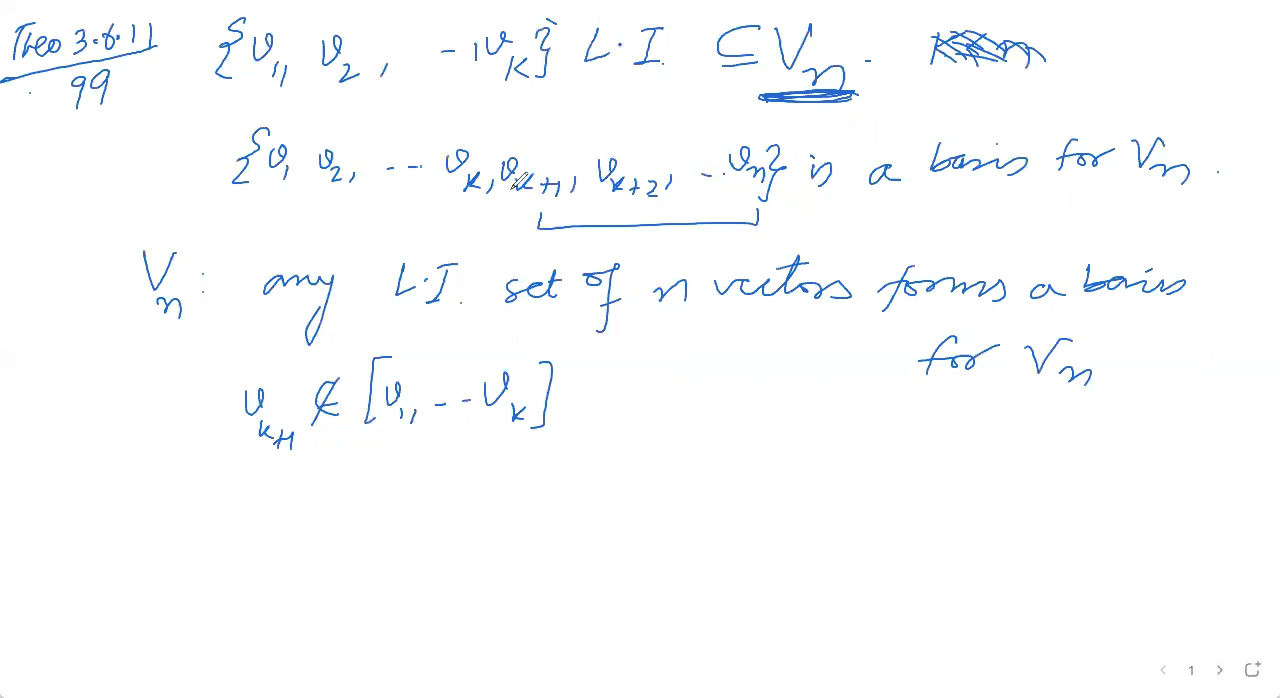 Theo 3.6.11 {v₁, v₂, --, vₖ} L.I. ⊆ Vₙ.
99
{v₁ v₂, --- vₖ, vₖ₊₁, vₖ₊₂, --vₙ} is a basis for Vₙ.
Vₙ: any L.I. set of n vectors forms a basis
for Vₙ
vₖ₊₁ ∉ [v₁, --- vₖ]
1